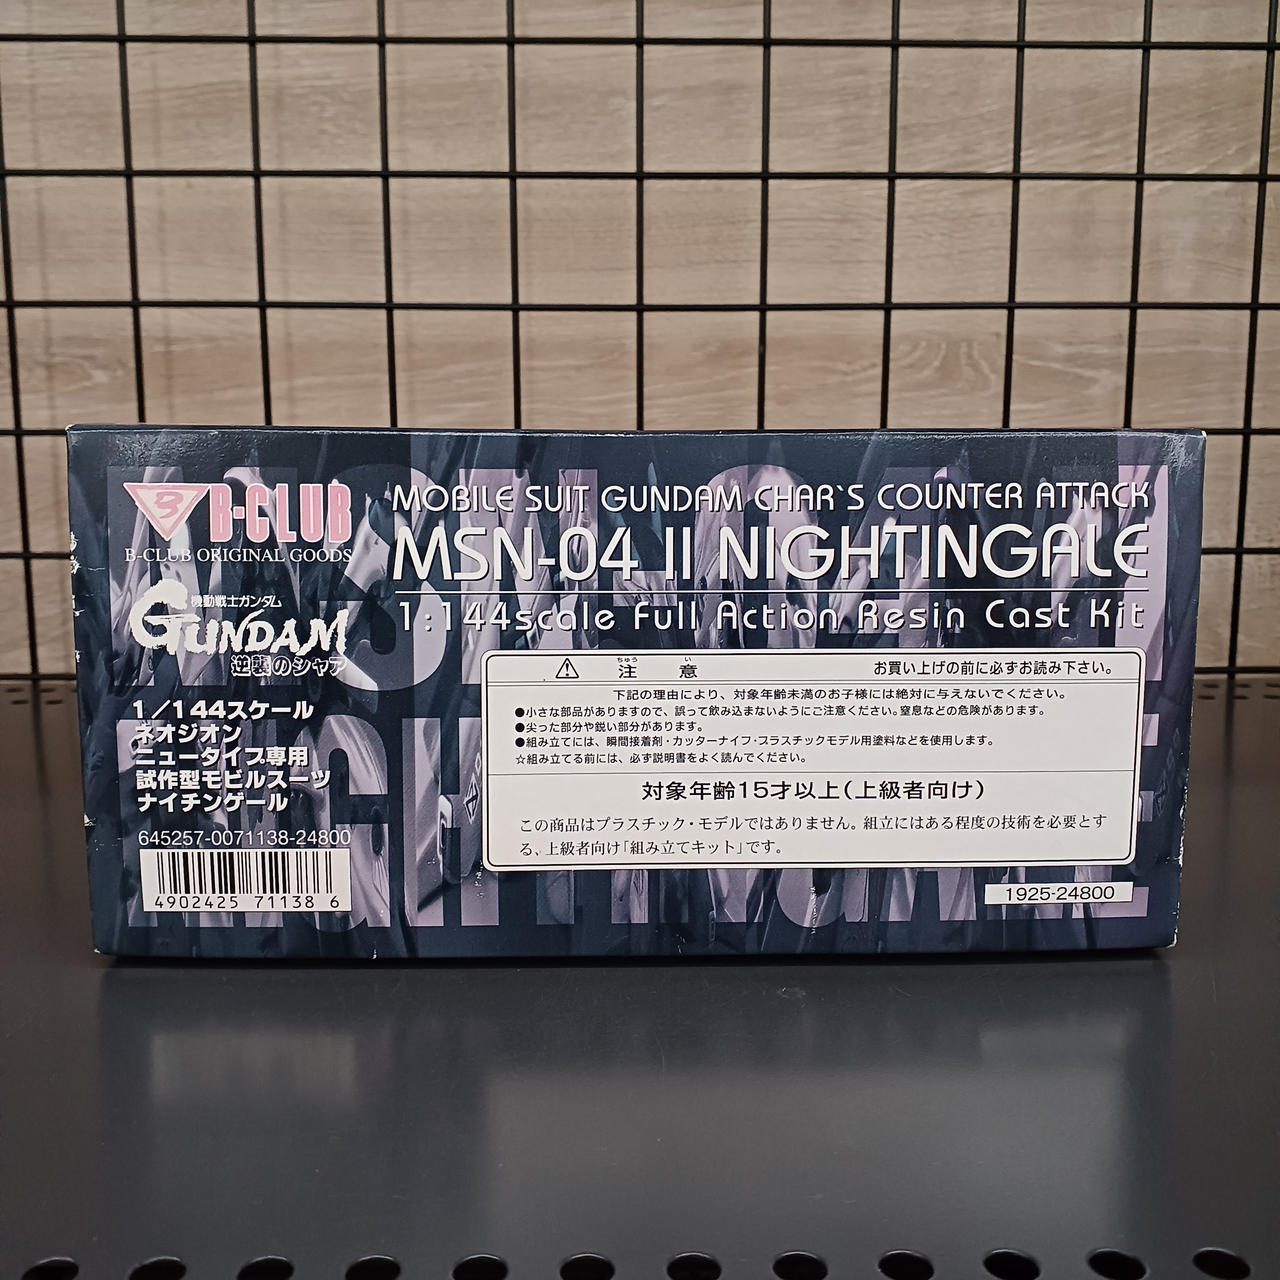 B-CLUB
B-CLUB ORIGINAL GOODS
機動戦士ガンダム
GUNDAM
逆襲のシャア
1/144スケール
ネオジオン
ニュータイプ専用
試作型モビルスーツ
ナイチンゲール
645257-0071138-24800
4902425 71138 6
MOBILE SUIT GUNDAM CHAR'S COUNTER ATTACK
MSN-04 II NIGHTINGALE
1:144scale Full Action Resin Cast Kit
ちゅう い
⚠ 注 意 お買い上げの前に必ずお読み下さい。
下記の理由により、対象年齢未満のお子様には絶対に与えないでください。
●小さな部品がありますので、誤って飲み込まないようにご注意ください。窒息などの危険があります。
●尖った部分や鋭い部分があります。
●組み立てには、瞬間接着剤・カッターナイフ・プラスチックモデル用塗料などを使用します。
☆組み立てる前には、必ず説明書をよく読んでください。
対象年齢15才以上(上級者向け)
この商品はプラスチック・モデルではありません。組立にはある程度の技術を必要とす
る、上級者向け「組み立てキット」です。
1925-24800